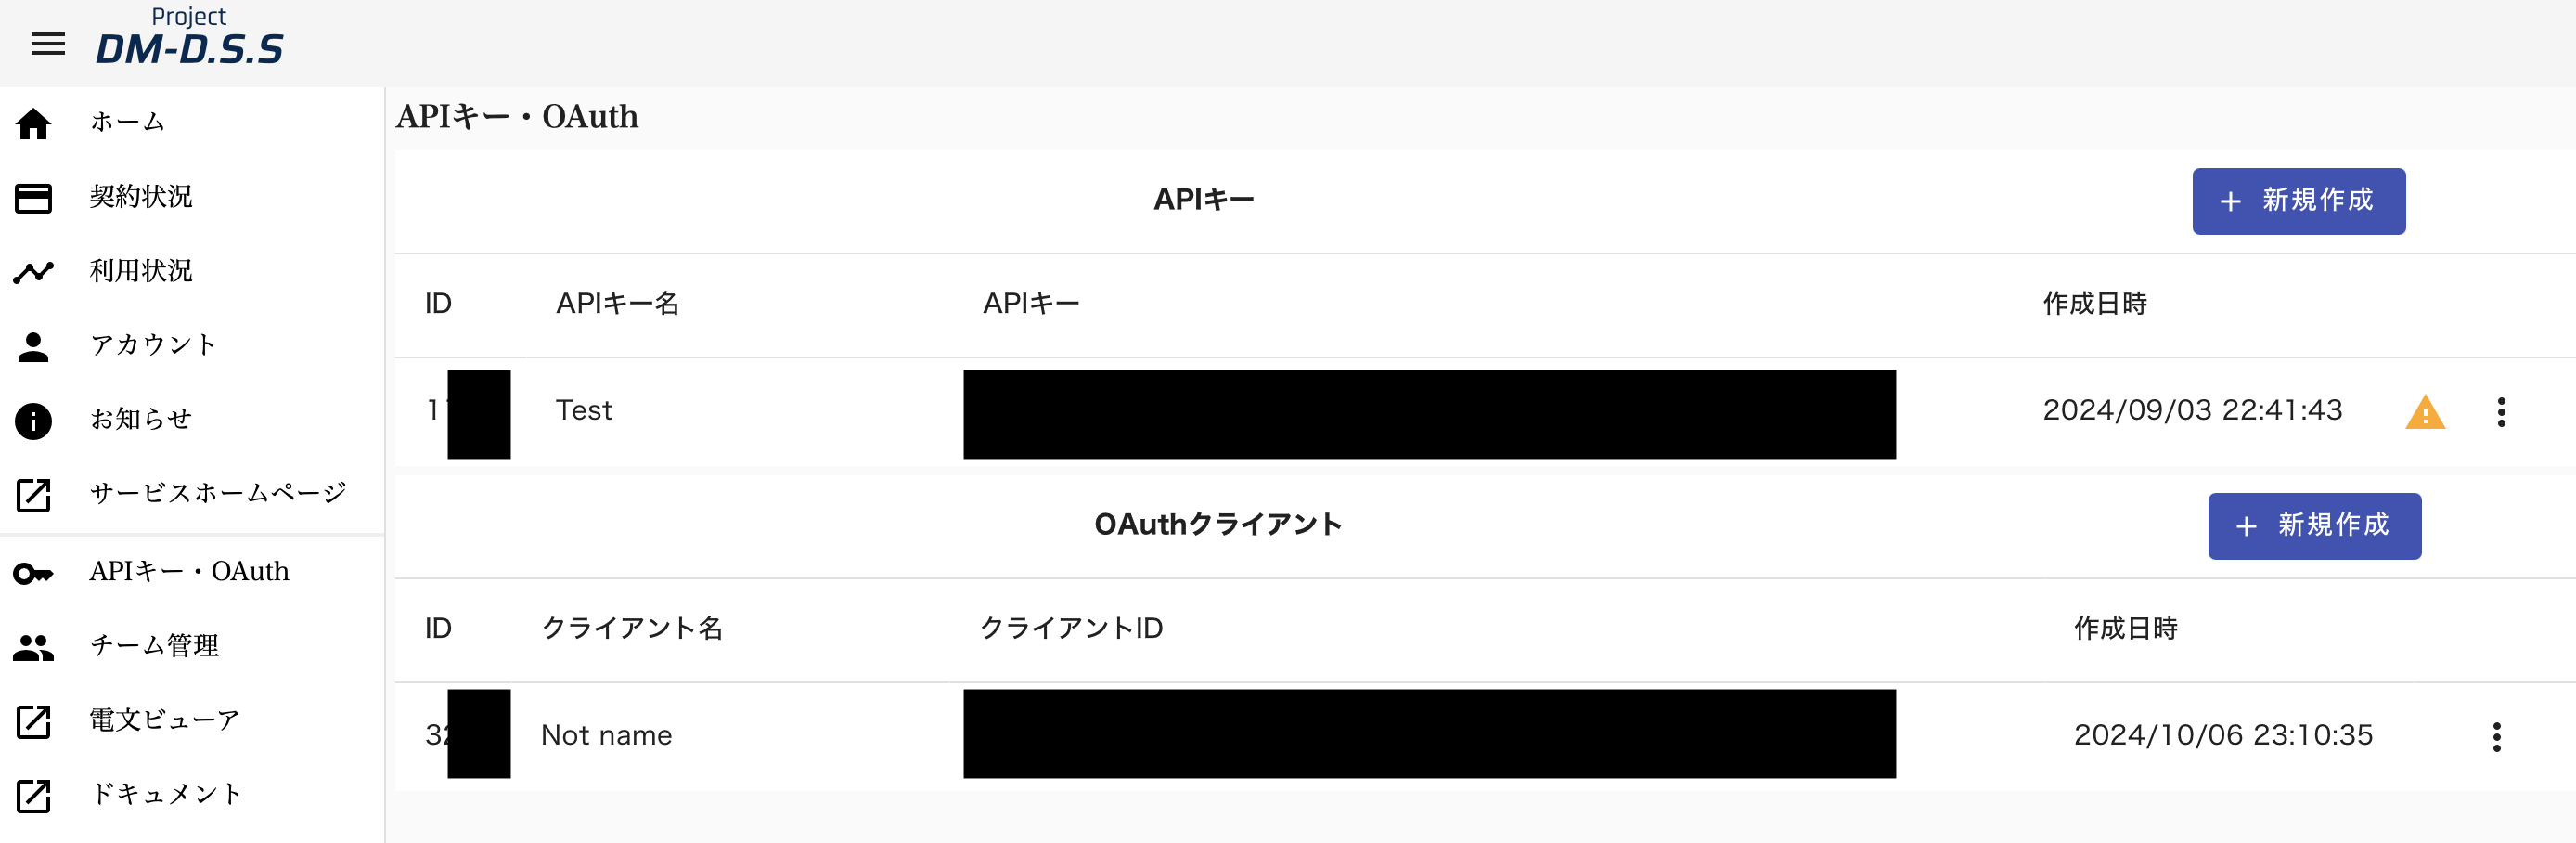 Project
DM-D.S.S
ホーム
契約状況
利用状況
アカウント
お知らせ
サービスホームページ
APIキー・OAuth
チーム管理
電文ビューア
ドキュメント
APIキー・OAuth
APIキー
+ 新規作成
ID APIキー名 APIキー 作成日時
1 Test 2024/09/03 22:41:43
OAuthクライアント
+ 新規作成
ID クライアント名 クライアントID 作成日時
3 Not name 2024/10/06 23:10:35